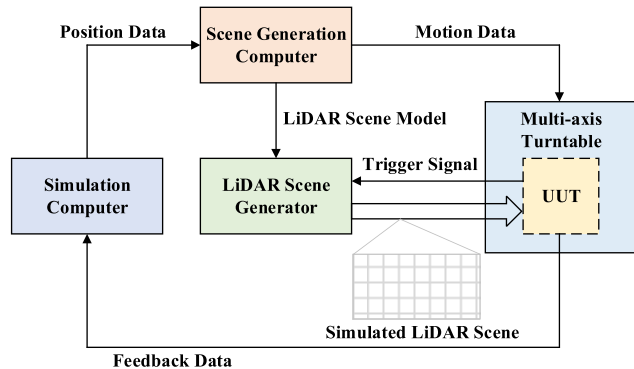 Position Data
Scene Generation
Computer
Motion Data
LiDAR Scene Model
Multi-axis
Turntable
Trigger Signal
Simulation
Computer
LiDAR Scene
Generator
UUT
Simulated LiDAR Scene
Feedback Data